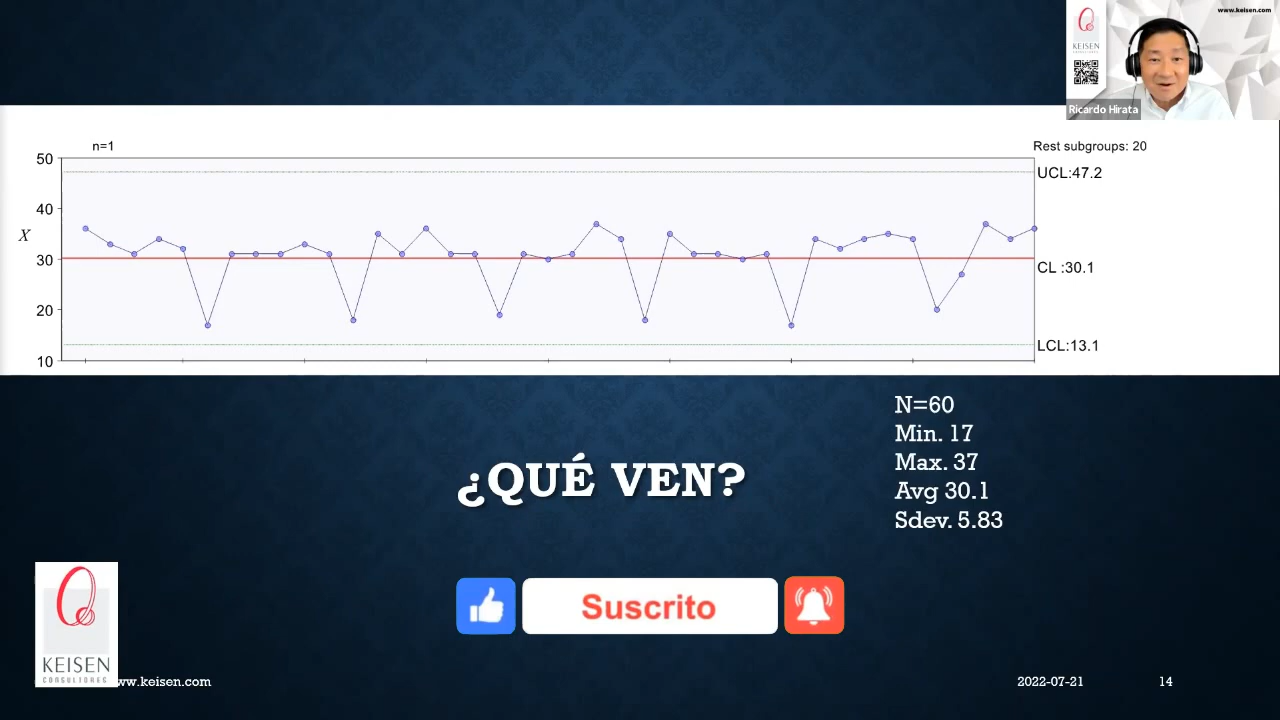 www.keisen.com
KEISEN
Ricardo Hirata
n=1
Rest subgroups: 20
50
40
30
20
10
X
UCL:47.2
CL :30.1
LCL:13.1
N=60
Min. 17
Max. 37
Avg 30.1
Sdev. 5.83
¿QUÉ VEN?
Suscrito
KEISEN
CONSULTORES
www.keisen.com
2022-07-21
14